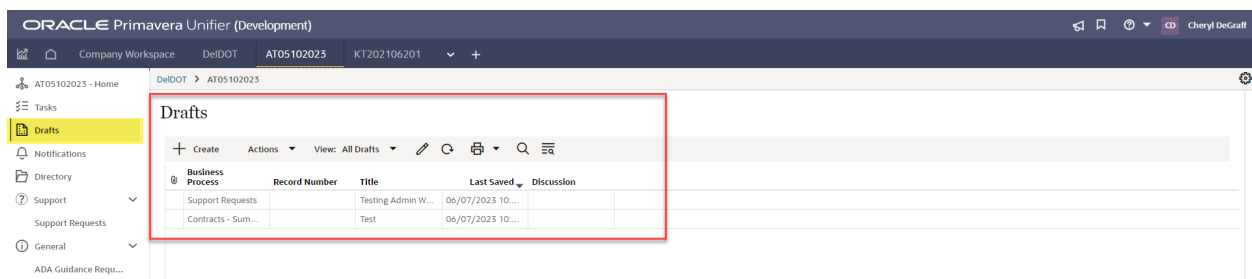 ORACLE Primavera Unifier (Development)
CD Cheryl DeGraff
Company Workspace DelDOT AT05102023 KT202106201
AT05102023 - Home
Tasks
Drafts
Notifications
Directory
Support
Support Requests
General
ADA Guidance Requ...
DelDOT > AT05102023
Drafts
Create Actions View: All Drafts
Business Process Record Number Title Last Saved Discussion
Support Requests Testing Admin W... 06/07/2023 10:...
Contracts - Sum... Test 06/07/2023 10:...